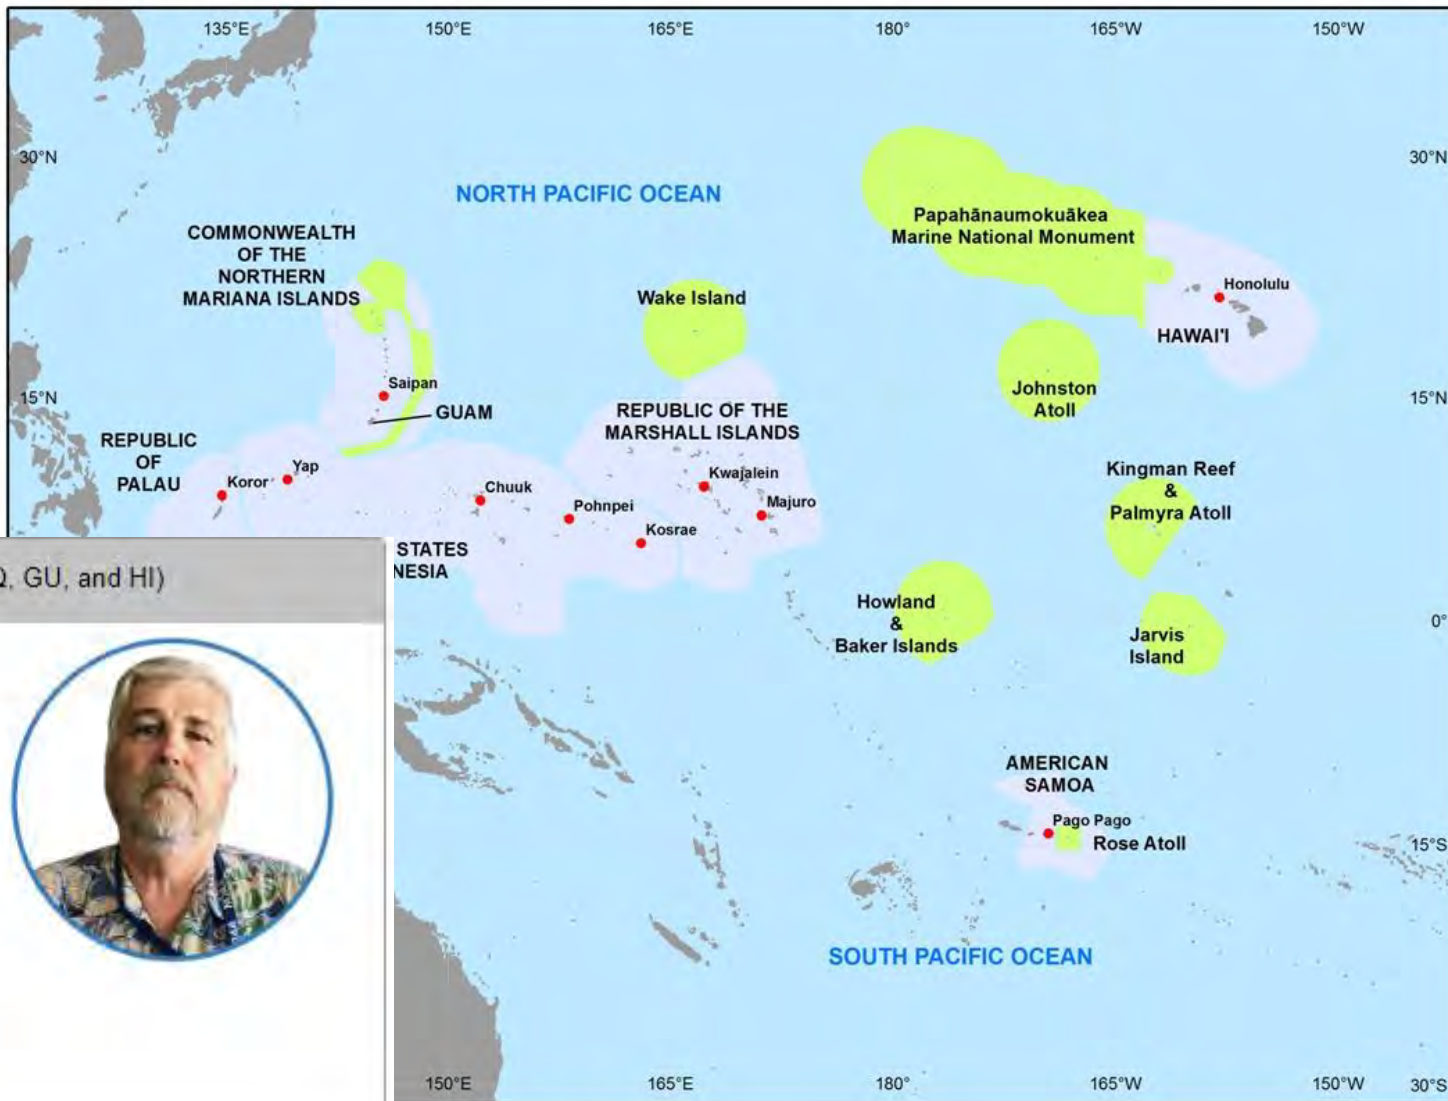 135°E 150°E 165°E 180° 165°W 150°W
30°N 30°N
NORTH PACIFIC OCEAN
Papahānaumokuākea
Marine National Monument
COMMONWEALTH
OF THE
NORTHERN
MARIANA ISLANDS
Wake Island
Honolulu
HAWAI'I
Saipan
GUAM
Johnston
Atoll
15°N 15°N
REPUBLIC OF THE
MARSHALL ISLANDS
REPUBLIC
OF
PALAU
Koror
Yap
Chuuk
Pohnpei
Kosrae
Kwajalein
Majuro
Kingman Reef
&
Palmyra Atoll
STATES
NESIA
, GU, and HI)
Howland
&
Baker Islands
Jarvis
Island
0°
AMERICAN
SAMOA
Pago Pago
Rose Atoll
15°S
SOUTH PACIFIC OCEAN
150°E 165°E 180° 165°W 150°W 30°S